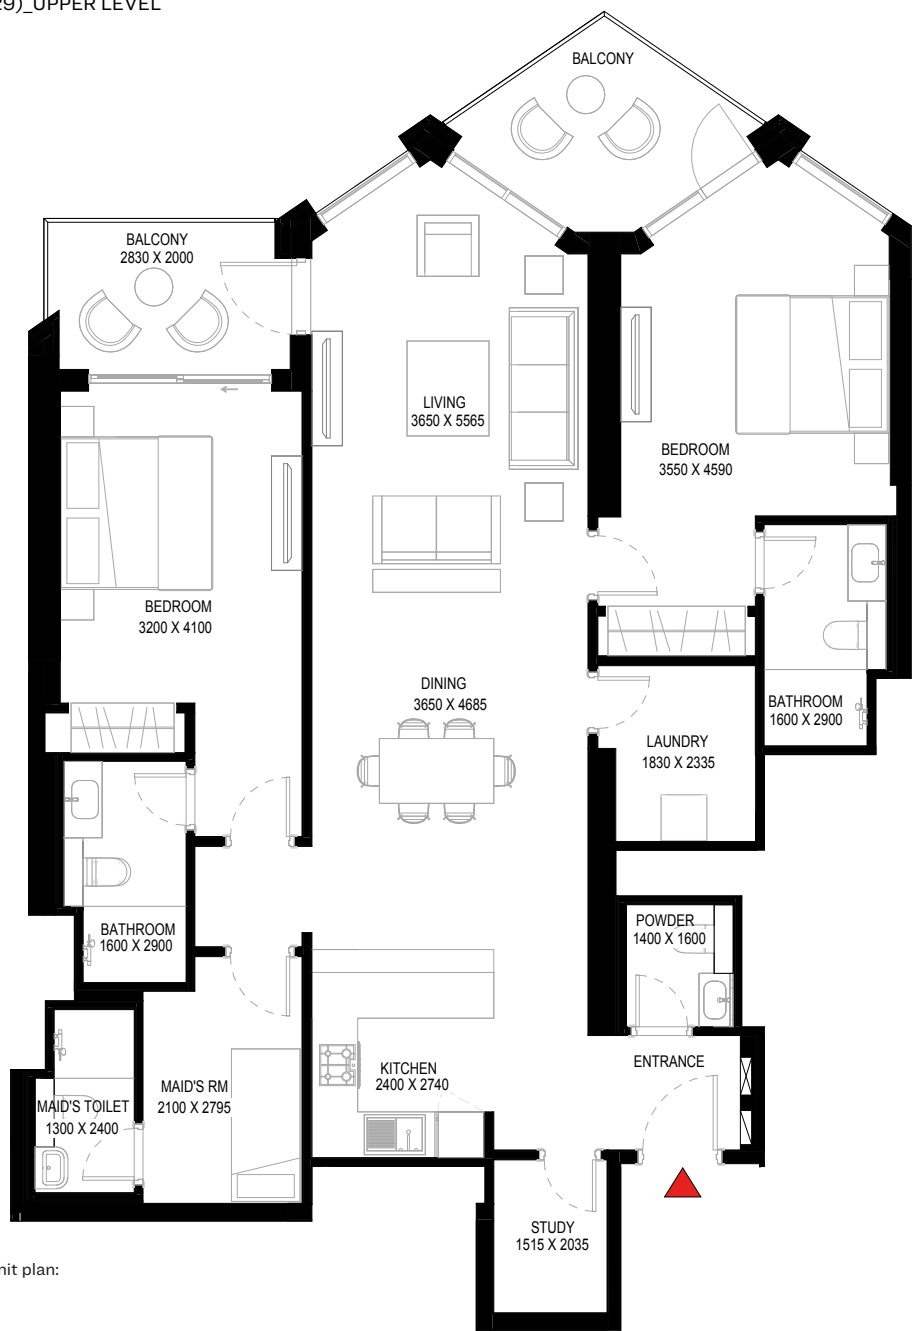 29)_UPPER LEVEL
BALCONY
BALCONY
2830 X 2000
LIVING
3650 X 5565
BEDROOM
3550 X 4590
BEDROOM
3200 X 4100
DINING
3650 X 4685
BATHROOM
1600 X 2900
LAUNDRY
1830 X 2335
POWDER
1400 X 1600
BATHROOM
1600 X 2900
ENTRANCE
KITCHEN
2400 X 2740
MAID'S RM
2100 X 2795
MAID'S TOILET
1300 X 2400
STUDY
1515 X 2035
nit plan: